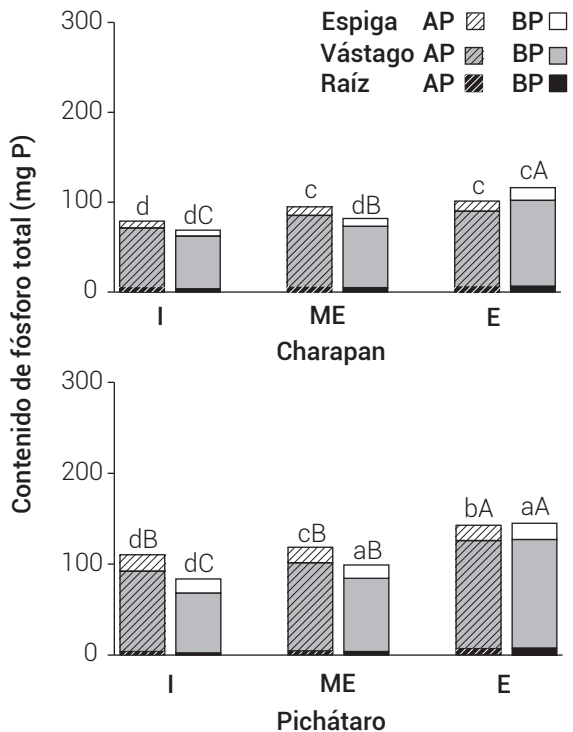 Contenido de fósforo total (mg P)
Espiga AP BP
Vástago AP BP
Raíz AP BP
300
200
100
0
d dC c dB c cA
I ME E
Charapan
300
200
100
0
dB dC cB aB bA aA
I ME E
Pichátaro